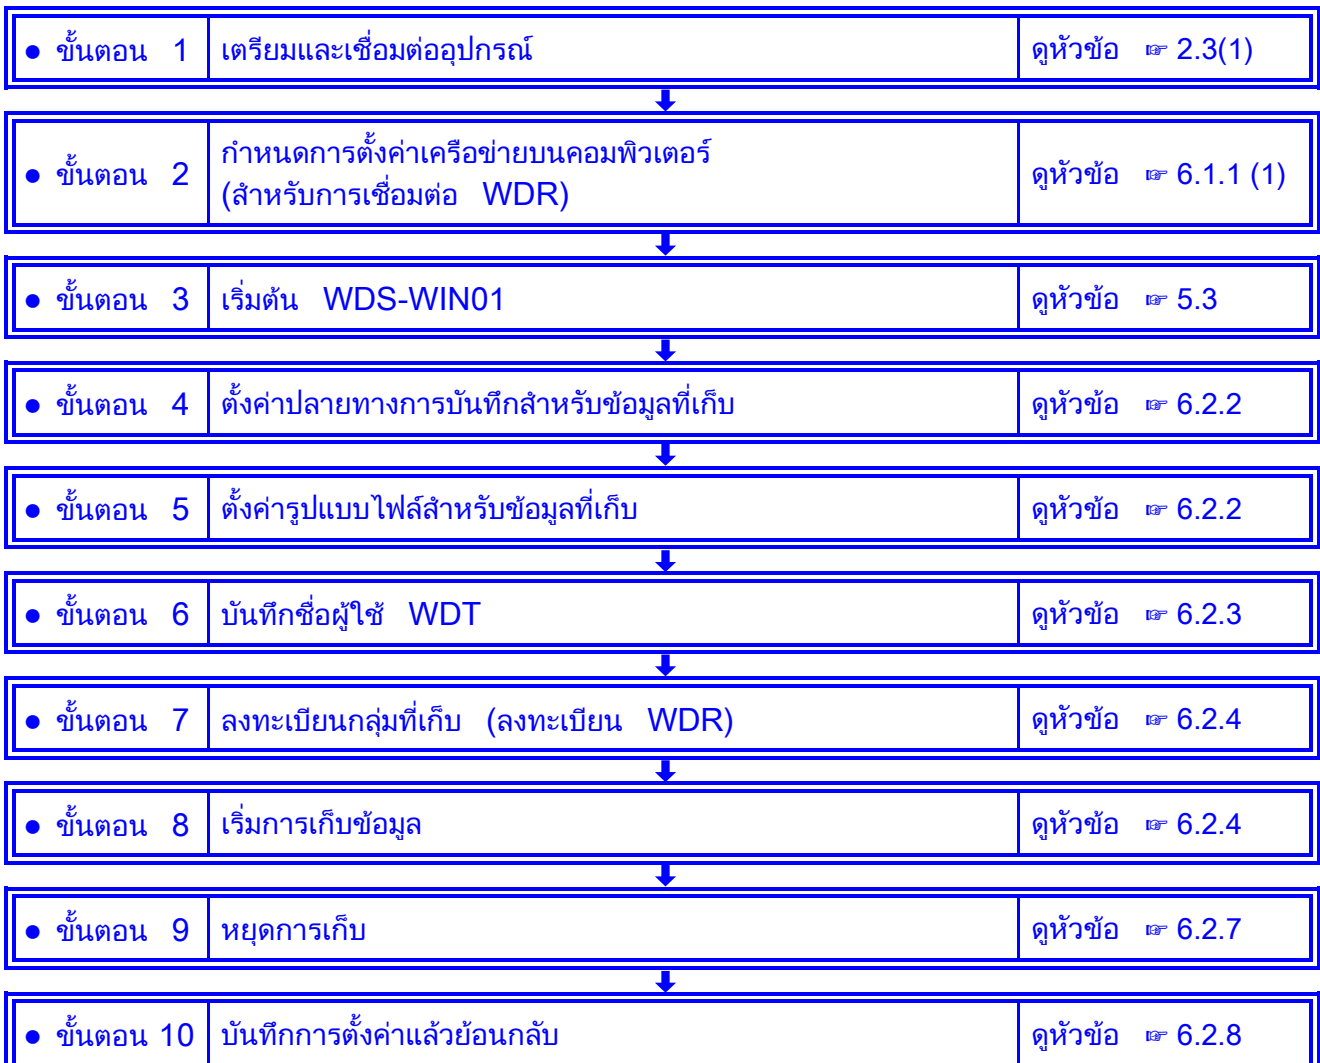 ● ขั้นตอน 1 เตรียมและเชื่อมต่ออุปกรณ์ ดูหัวข้อ ☞ 2.3(1)
● ขั้นตอน 2 กำหนดการตั้งค่าเครือข่ายบนคอมพิวเตอร์
(สำหรับการเชื่อมต่อ WDR) ดูหัวข้อ ☞ 6.1.1 (1)
● ขั้นตอน 3 เริ่มต้น WDS-WIN01 ดูหัวข้อ ☞ 5.3
● ขั้นตอน 4 ตั้งค่าปลายทางการบันทึกสำหรับข้อมูลที่เก็บ ดูหัวข้อ ☞ 6.2.2
● ขั้นตอน 5 ตั้งค่ารูปแบบไฟล์สำหรับข้อมูลที่เก็บ ดูหัวข้อ ☞ 6.2.2
● ขั้นตอน 6 บันทึกชื่อผู้ใช้ WDT ดูหัวข้อ ☞ 6.2.3
● ขั้นตอน 7 ลงทะเบียนกลุ่มที่เก็บ (ลงทะเบียน WDR) ดูหัวข้อ ☞ 6.2.4
● ขั้นตอน 8 เริ่มการเก็บข้อมูล ดูหัวข้อ ☞ 6.2.4
● ขั้นตอน 9 หยุดการเก็บ ดูหัวข้อ ☞ 6.2.7
● ขั้นตอน 10 บันทึกการตั้งค่าแล้วย้อนกลับ ดูหัวข้อ ☞ 6.2.8